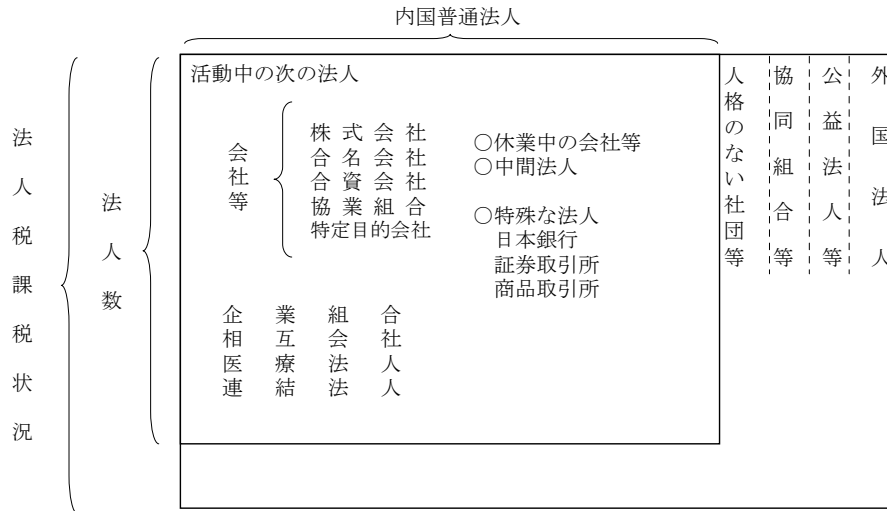 内国普通法人
活動中の次の法人
会社等
株式会社
合名会社
合資会社
協業組合
特定目的会社
○休業中の会社等
○中間法人
○特殊な法人
日本銀行
証券取引所
商品取引所
企業組合
相互会社
医療法人
連結法人
人格のない社団等
協同組合等
公益法人等
外国法人
法人数
法人税課税状況